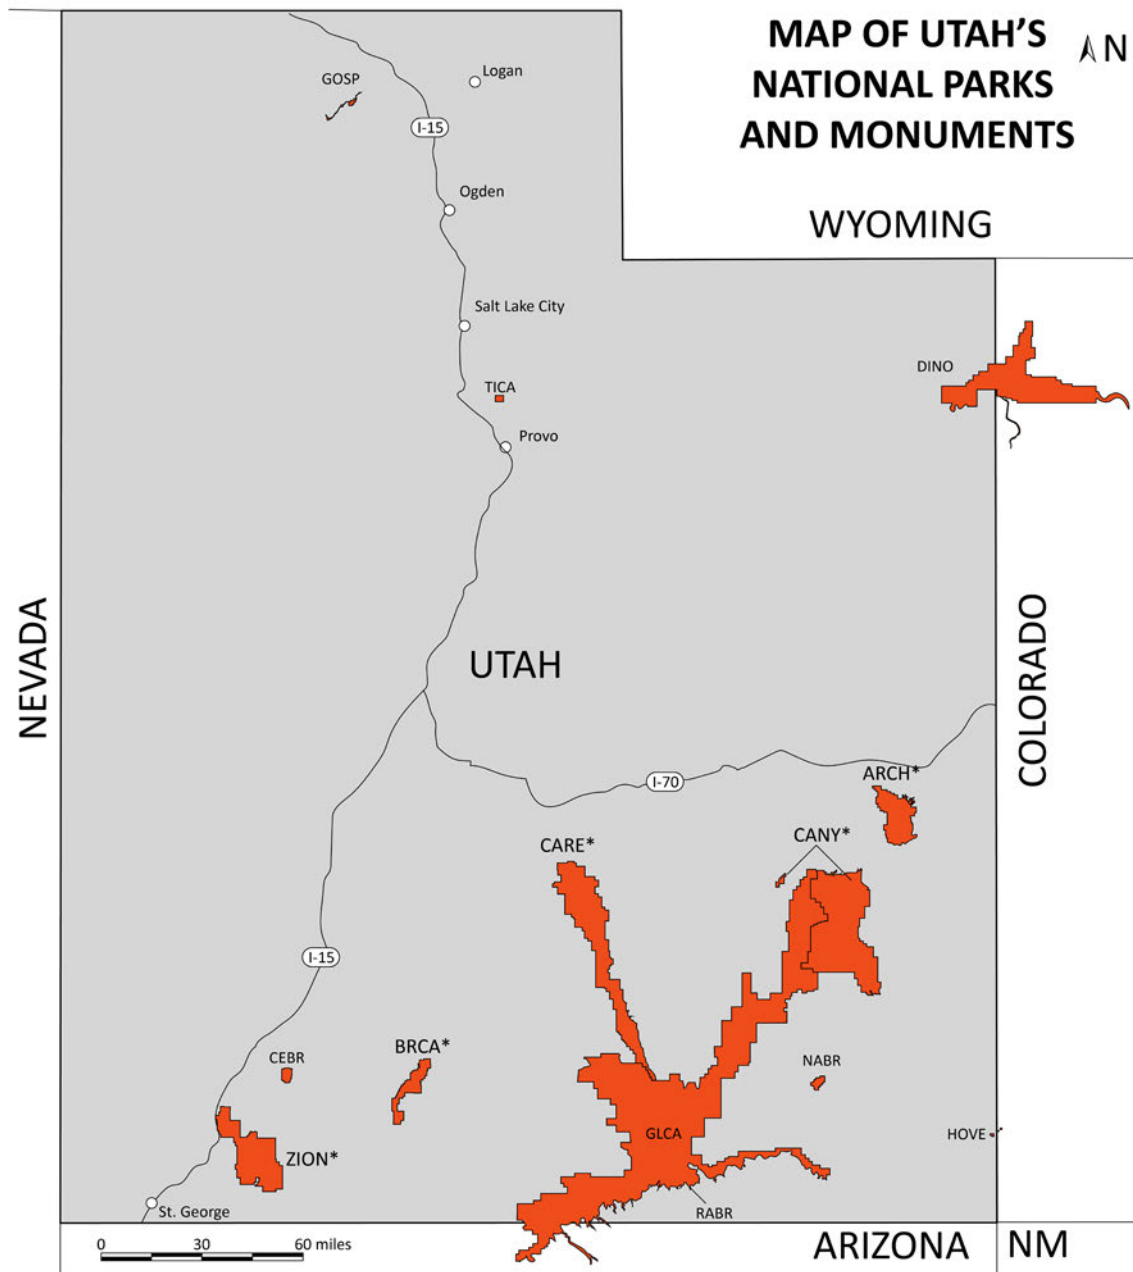 MAP OF UTAH'S
NATIONAL PARKS
AND MONUMENTS
N
WYOMING
GOSP
Logan
I-15
Ogden
Salt Lake City
DINO
TICA
Provo
NEVADA
UTAH
COLORADO
I-70
ARCH*
CARE*
CANY*
I-15
CEBR
BRCA*
NABR
GLCA
HOVE
ZION*
St. George
RABR
0 30 60 miles
ARIZONA
NM